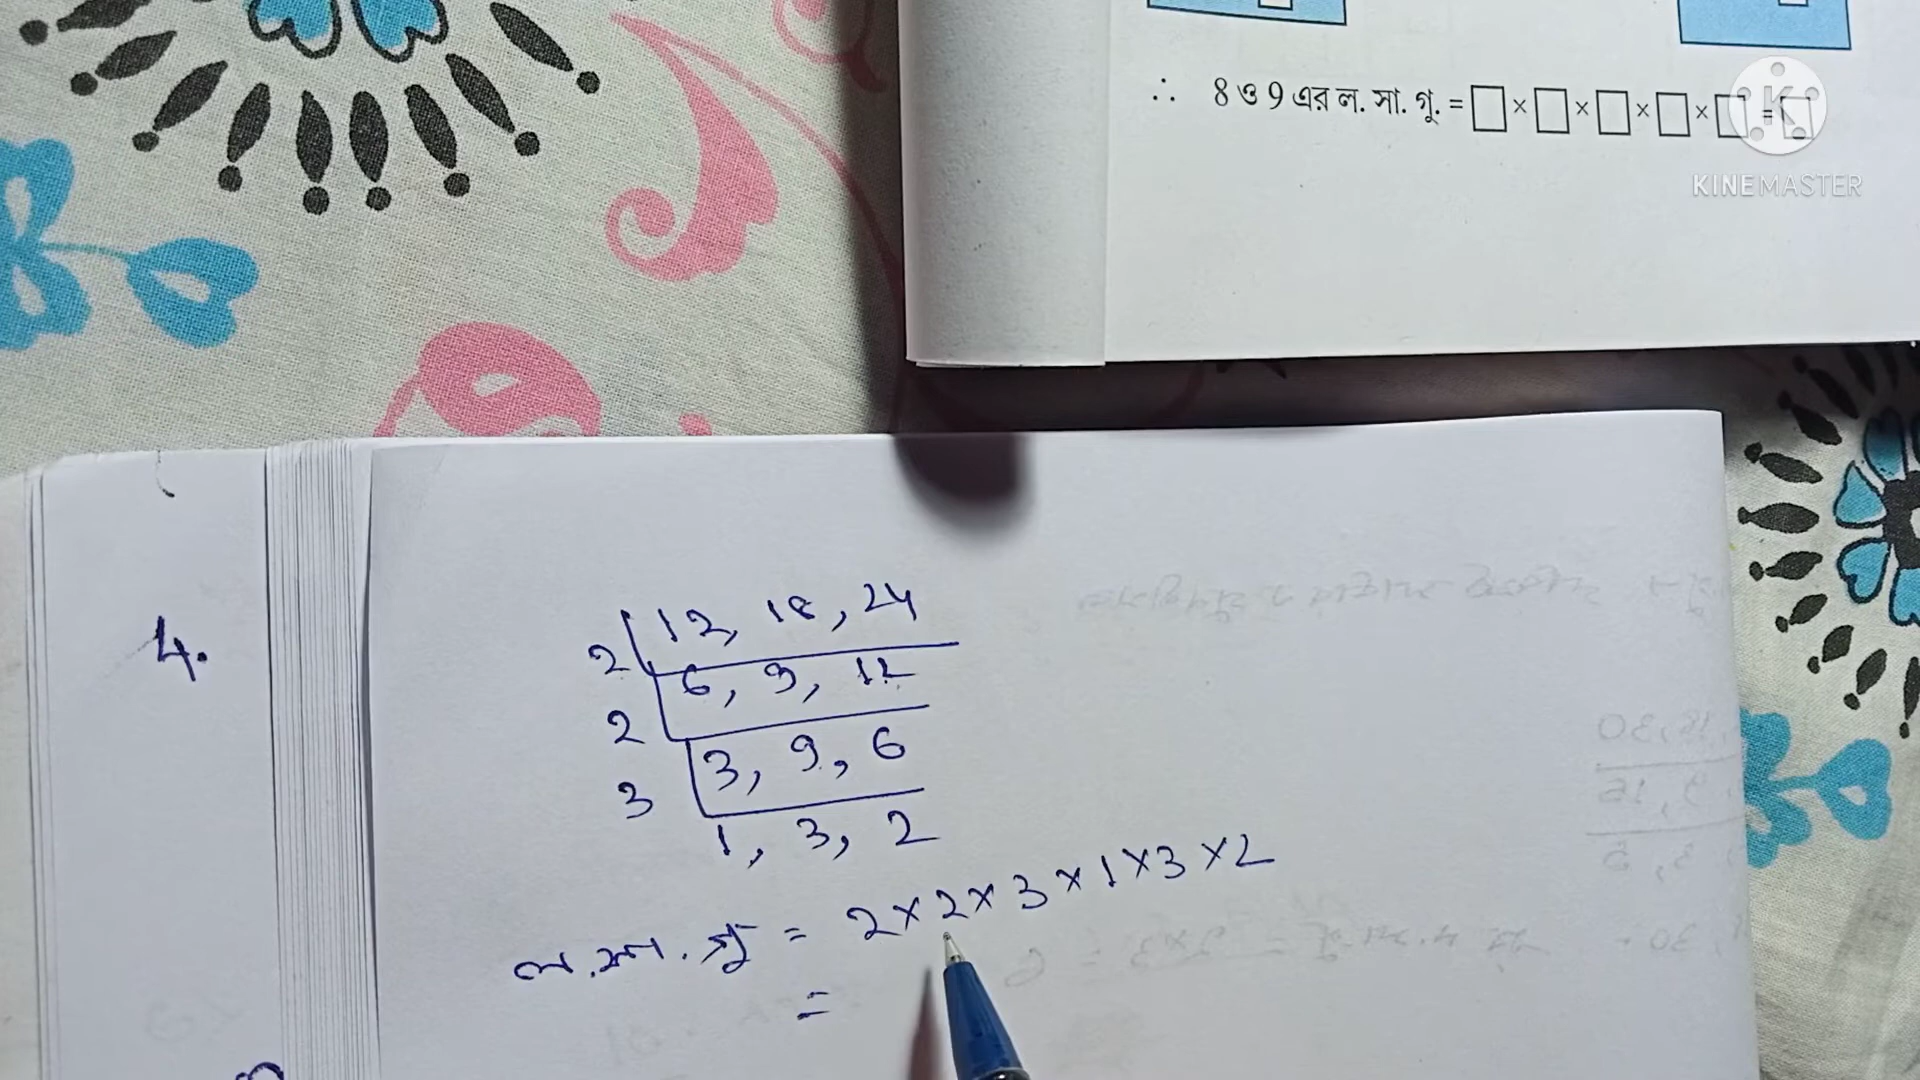 ∴ 8 ও 9 এর ল. সা. গু. = □ × □ × □ × □ × □ = □
KINEMASTER
4.
2 12, 18, 24
2 6, 9, 12
3 3, 9, 6
1, 3, 2
ল.সা.গু = 2×2×3×1×3×2
=